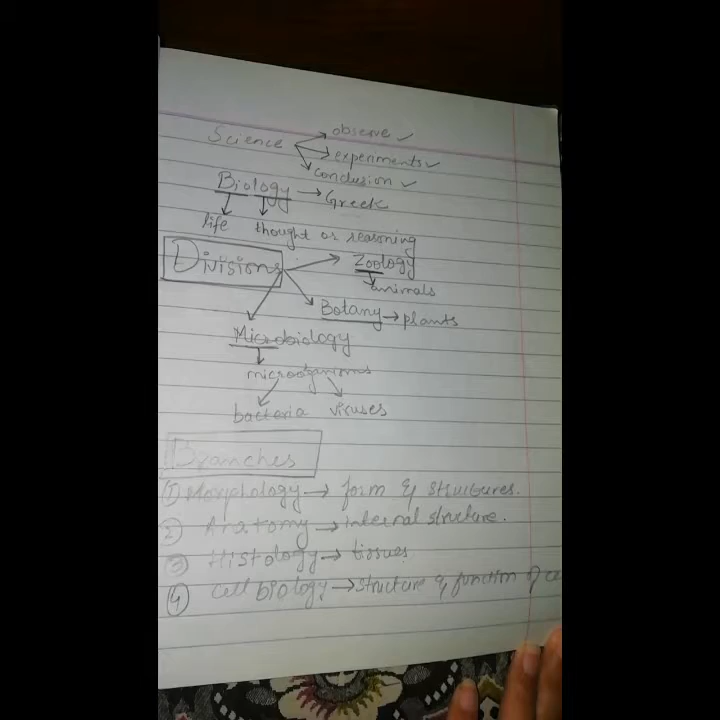 Science → observe ✓
→ experiments ✓
→ conclusion ✓
Biology → Greek
life thought or reasoning
Divisions → Zoology
animals
Botany → plants
Microbiology
microorganisms
bacteria viruses
Branches
① Morphology → form & structures.
② Anatomy → internal structure.
③ Histology → tissues
④ Cell biology → structure & function of ce